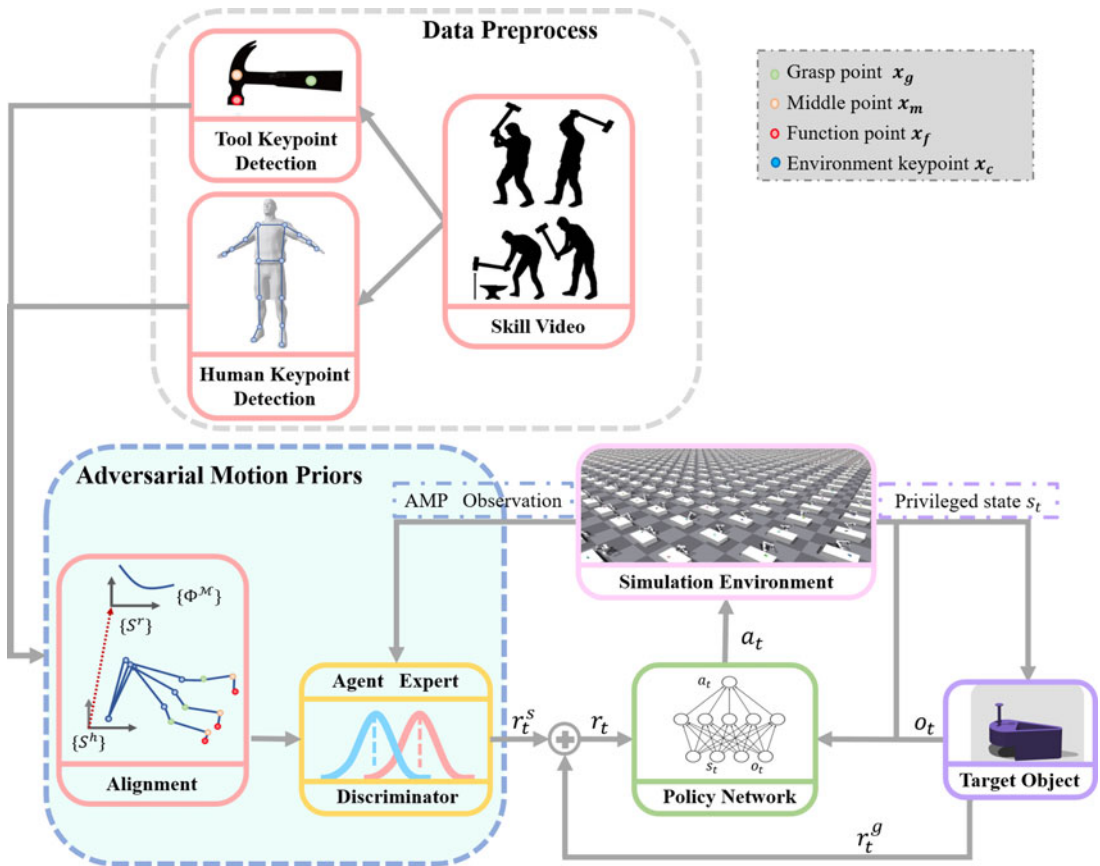 Data Preprocess
Tool Keypoint
Detection
Human Keypoint
Detection
Skill Video
Grasp point x_g
Middle point x_m
Function point x_f
Environment keypoint x_c
Adversarial Motion Priors
AMP Observation
Privileged state s_t
{Φ^ℳ}
{S^r}
{S^h}
Alignment
Agent Expert
Discriminator
r_t^s
r_t
Simulation Environment
a_t
a_t
s_t o_t
Policy Network
o_t
Target Object
r_t^g